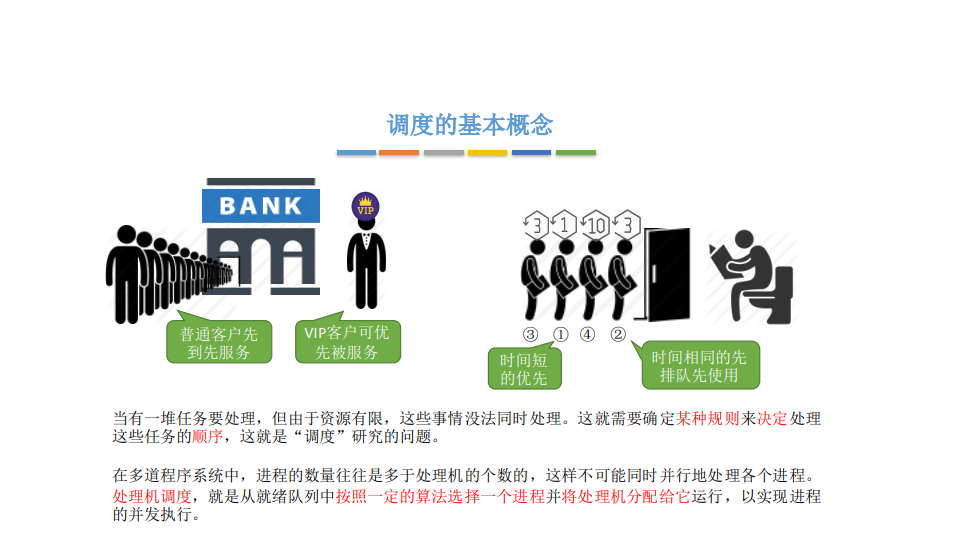 调度的基本概念
BANK
VIP
3 1 10 3
③ ① ④ ②
普通客户先
到先服务
VIP客户可优
先被服务
时间短
的优先
时间相同的先
排队先使用
当有一堆任务要处理，但由于资源有限，这些事情没法同时处理。这就需要确定某种规则来决定处理
这些任务的顺序，这就是“调度”研究的问题。
在多道程序系统中，进程的数量往往是多于处理机的个数的，这样不可能同时并行地处理各个进程。
处理机调度，就是从就绪队列中按照一定的算法选择一个进程并将处理机分配给它运行，以实现进程
的并发执行。